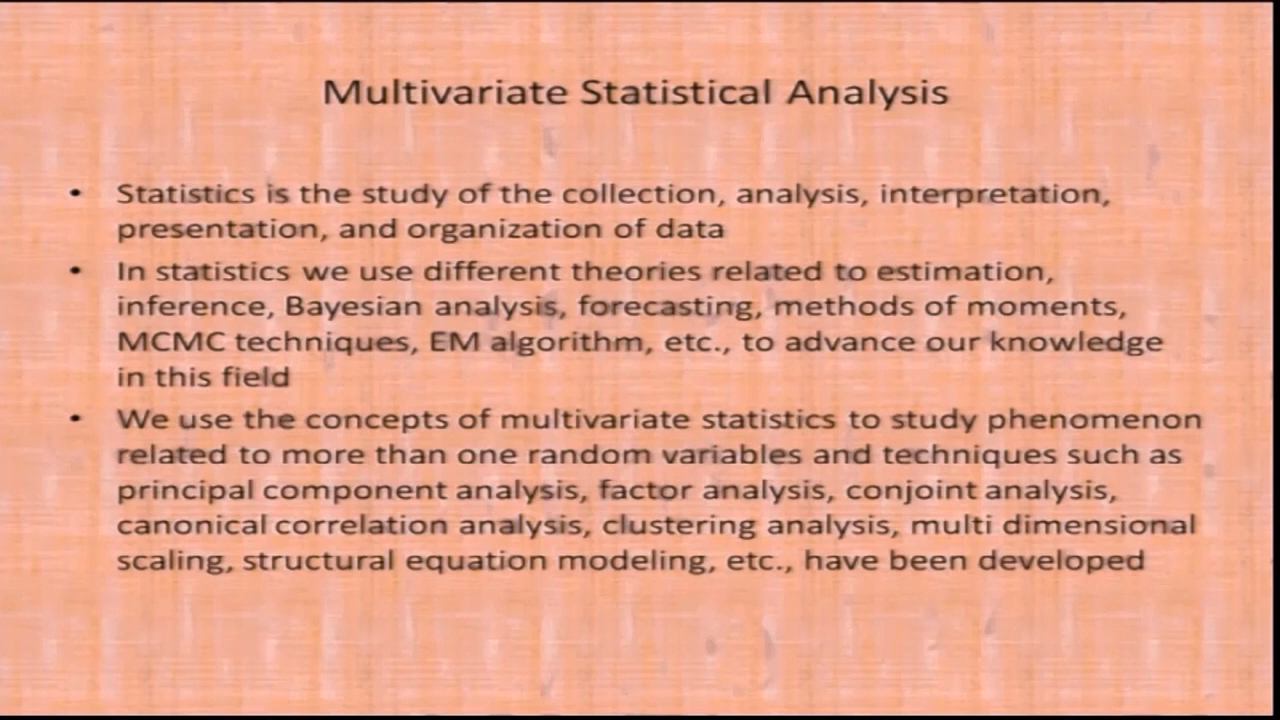 Multivariate Statistical Analysis
• Statistics is the study of the collection, analysis, interpretation,
presentation, and organization of data
• In statistics we use different theories related to estimation,
inference, Bayesian analysis, forecasting, methods of moments,
MCMC techniques, EM algorithm, etc., to advance our knowledge
in this field
• We use the concepts of multivariate statistics to study phenomenon
related to more than one random variables and techniques such as
principal component analysis, factor analysis, conjoint analysis,
canonical correlation analysis, clustering analysis, multi dimensional
scaling, structural equation modeling, etc., have been developed